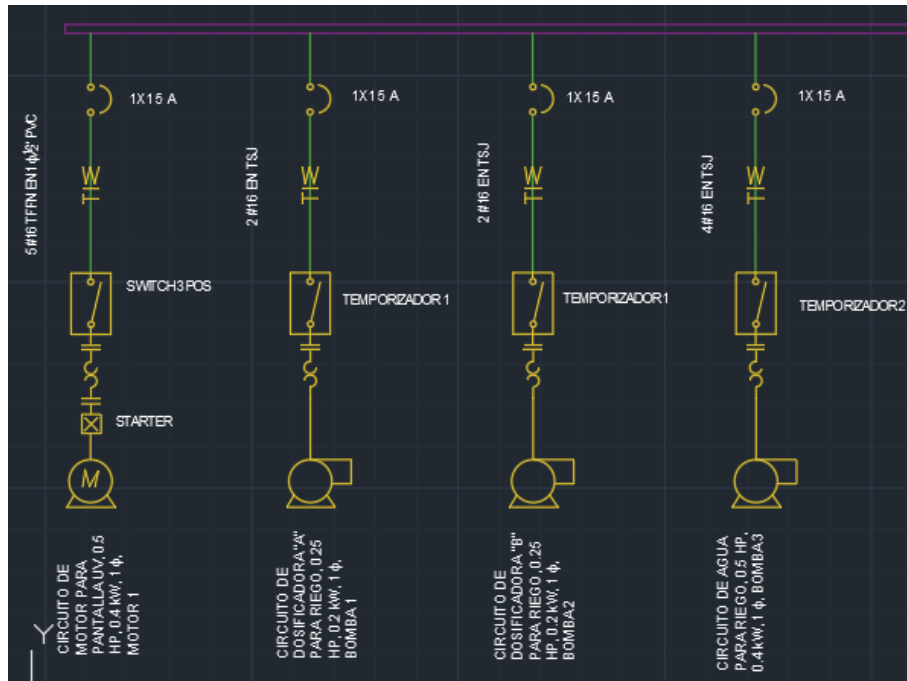 1X15 A
1X15 A
1X15 A
1X15 A
5#16 TFFN EN 1 φ½" PVC
2 #16 EN TSJ
2 #16 EN TSJ
4#16 EN TSJ
W
T
W
T
W
T
W
T
SWITCH 3 POS
TEMPORIZADOR 1
TEMPORIZADOR 1
TEMPORIZADOR 2
STARTER
M
CIRCUITO DE
MOTOR PARA
PANTALLA UV, 0.5
HP, 0.4 kW, 1 φ,
MOTOR 1
CIRCUITO DE
DOSIFICADORA "A"
PARA RIEGO, 0.25
HP, 0.2 kW, 1 φ,
BOMBA 1
CIRCUITO DE
DOSIFICADORA "B"
PARA RIEGO, 0.25
HP, 0.2 kW, 1 φ,
BOMBA 2
CIRCUITO DE AGUA
PARA RIEGO, 0.5 HP,
0.4 kW, 1 φ, BOMBA 3
Y